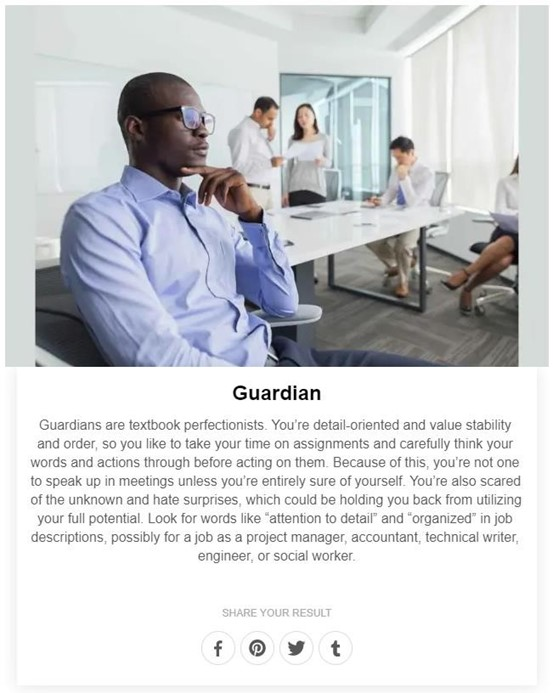 Guardian
Guardians are textbook perfectionists. You’re detail-oriented and value stability
and order, so you like to take your time on assignments and carefully think your
words and actions through before acting on them. Because of this, you’re not one
to speak up in meetings unless you’re entirely sure of yourself. You’re also scared
of the unknown and hate surprises, which could be holding you back from utilizing
your full potential. Look for words like “attention to detail” and “organized” in job
descriptions, possibly for a job as a project manager, accountant, technical writer,
engineer, or social worker.
SHARE YOUR RESULT